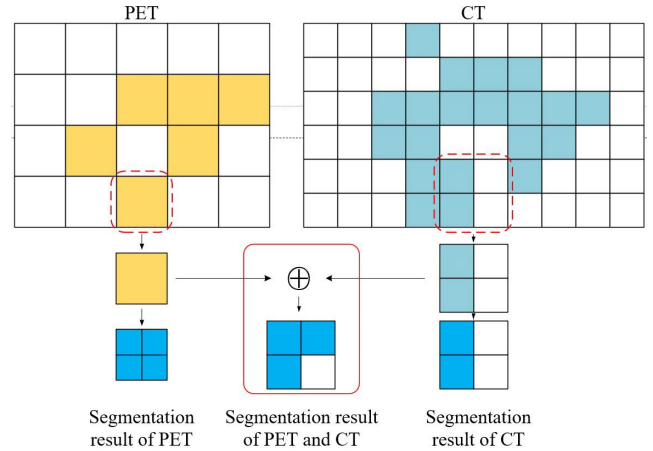 PET
CT
Segmentation
result of PET
Segmentation result
of PET and CT
Segmentation
result of CT